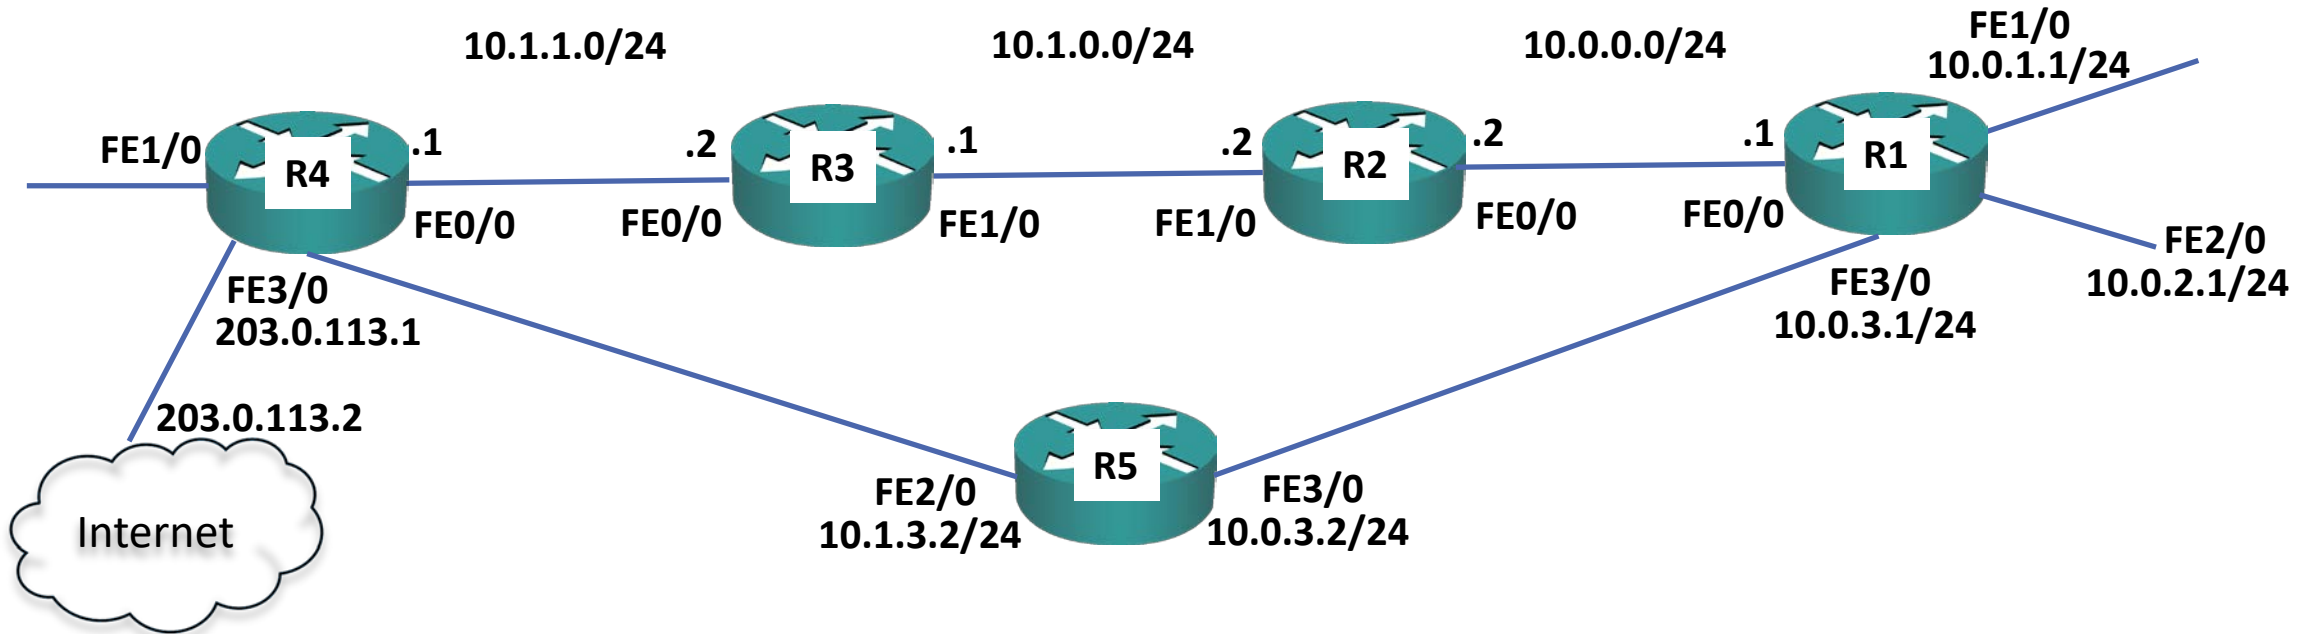 10.1.1.0/24
10.1.0.0/24
10.0.0.0/24
FE1/0
10.0.1.1/24
FE1/0
R4
.1
FE0/0
.2
FE0/0
R3
.1
FE1/0
.2
FE1/0
R2
.2
FE0/0
.1
FE0/0
R1
FE2/0
10.0.2.1/24
FE3/0
203.0.113.1
FE3/0
10.0.3.1/24
203.0.113.2
Internet
R5
FE2/0
10.1.3.2/24
FE3/0
10.0.3.2/24